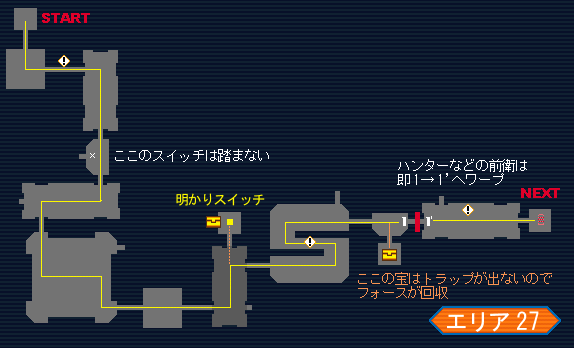 START
ここのスイッチは踏まない
明かりスイッチ
ハンターなどの前衛は
即1→1'へワープ
NEXT
1
1'
ここの宝はトラップが出ないので
フォースが回収
エリア27